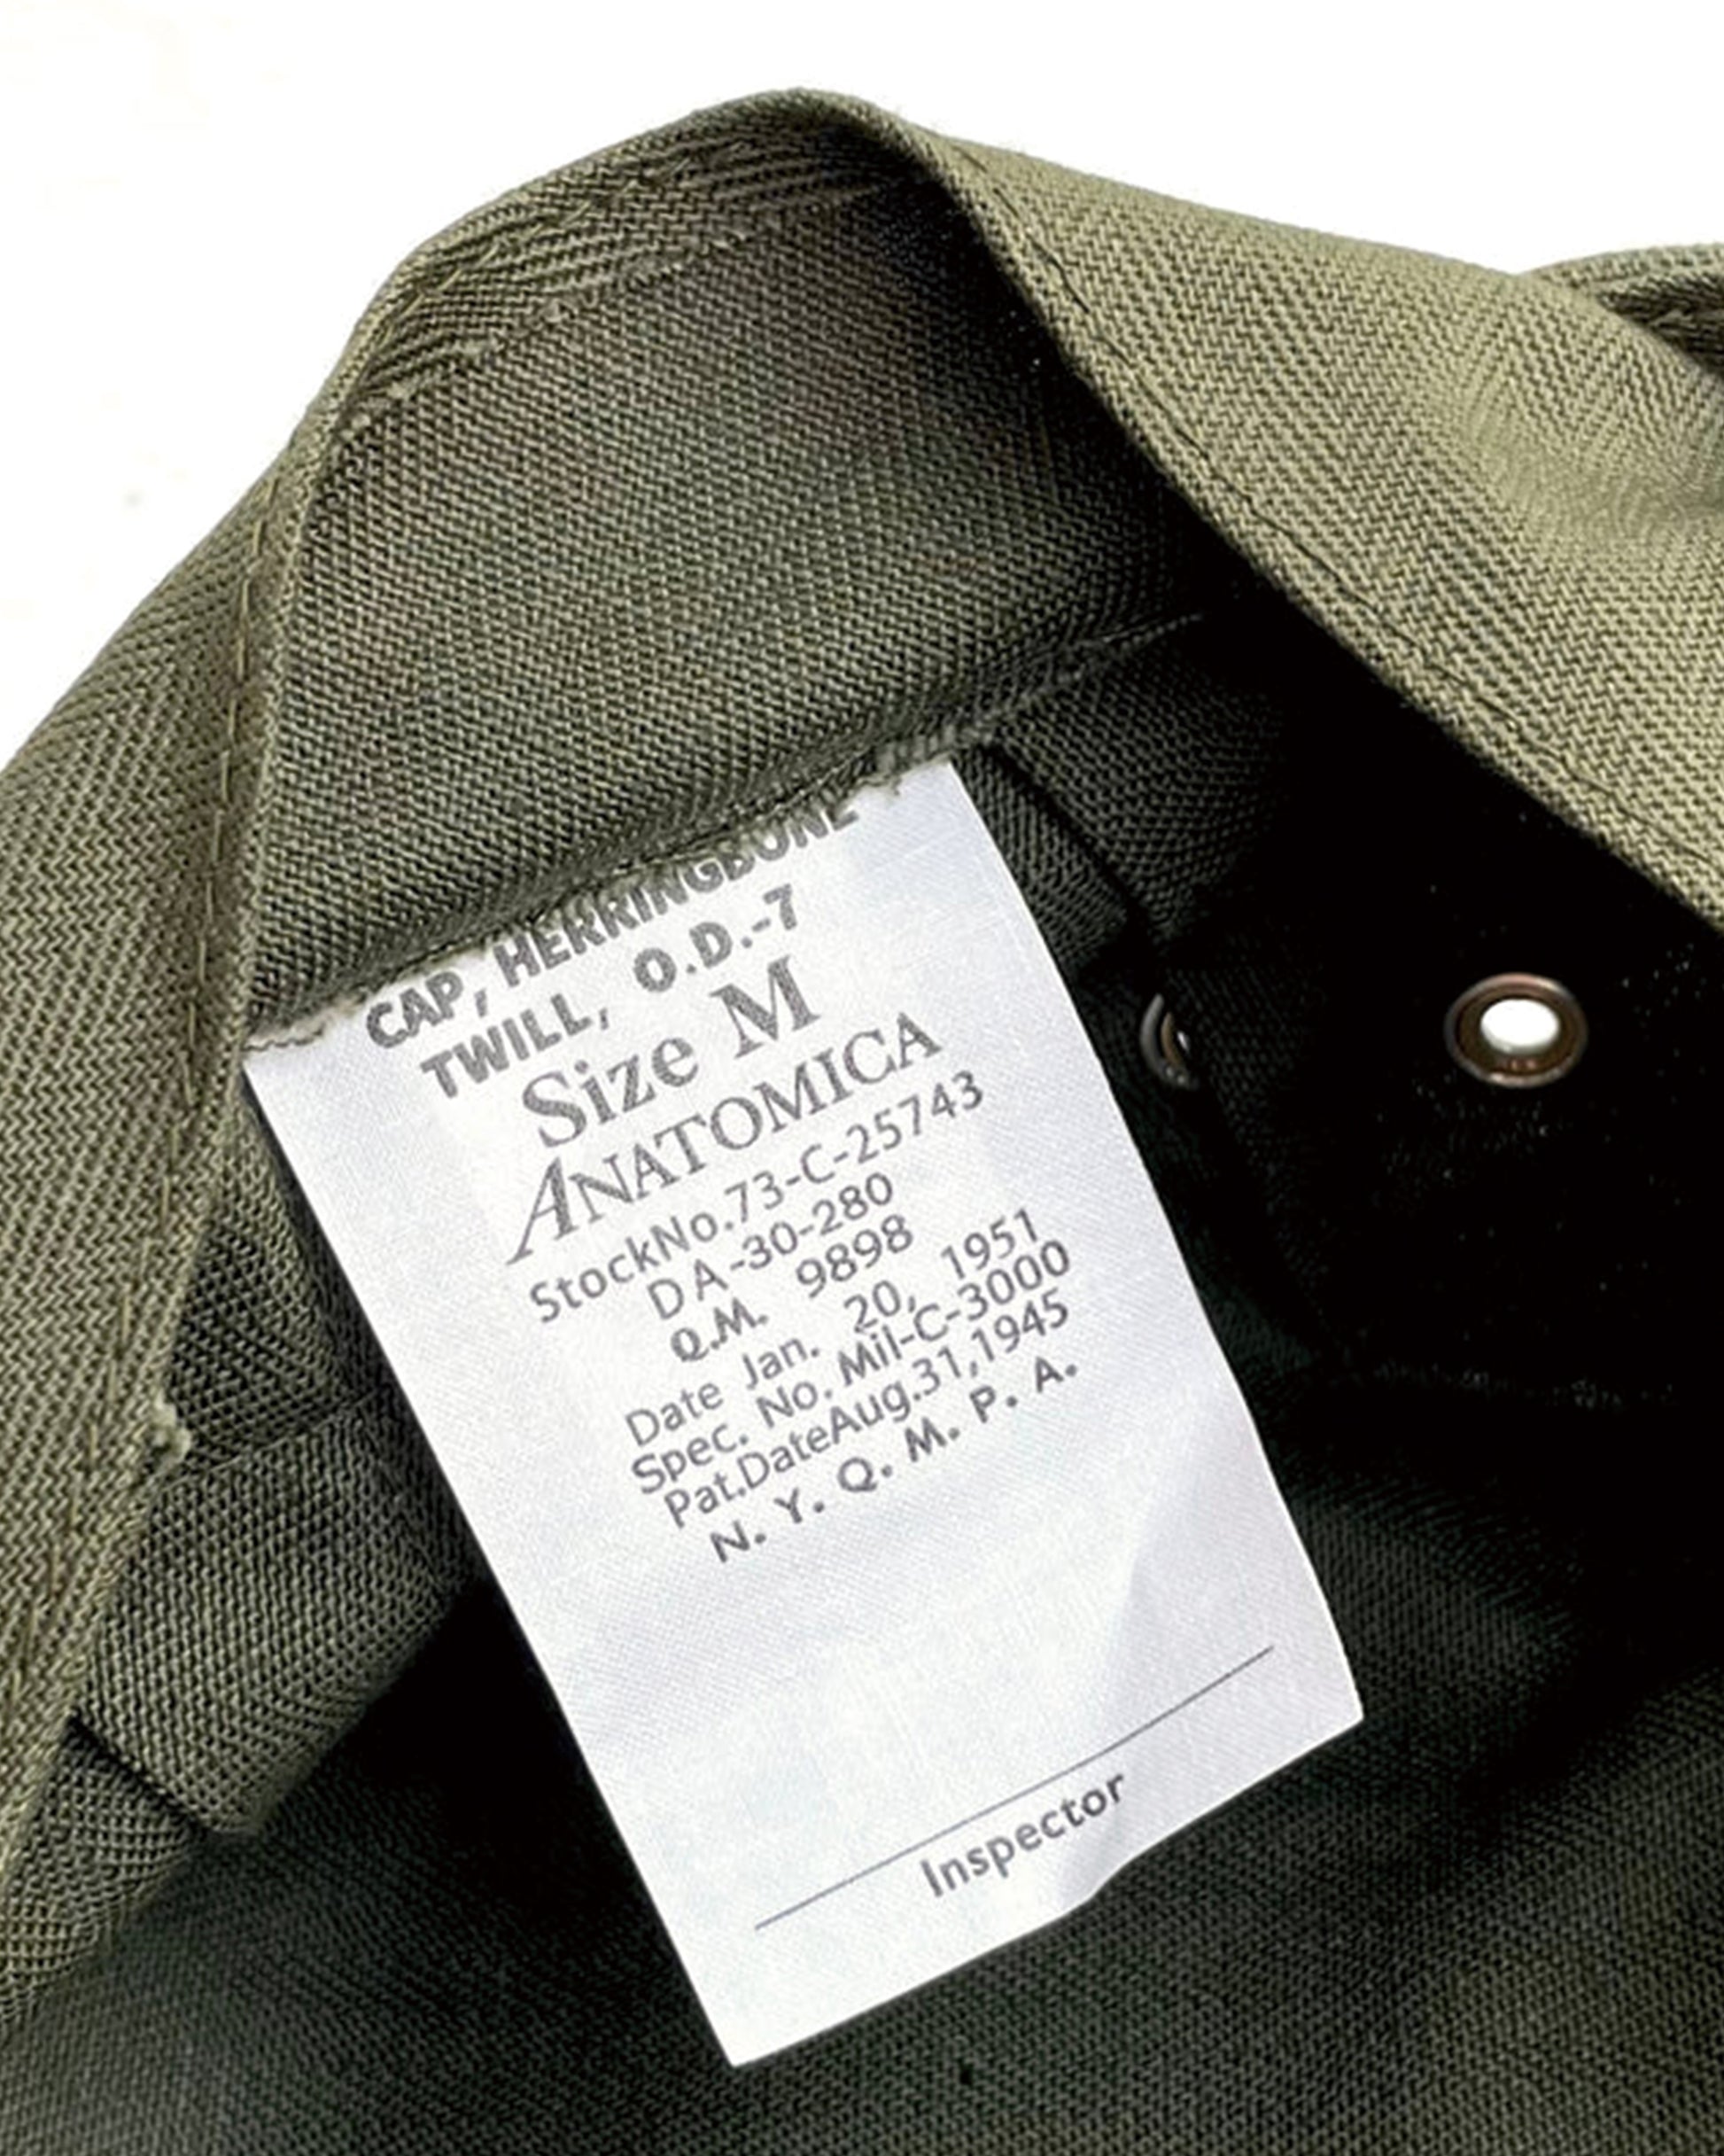 CAP, HERRINGBONE
TWILL, O.D.-7
Size M
ANATOMICA
StockNo.73-C-25743
DA-30-280
Q.M. 9898
Date Jan. 20, 1951
Spec. No. Mil-C-3000
Pat.DateAug.31,1945
N. Y. Q. M. P. A.
Inspector